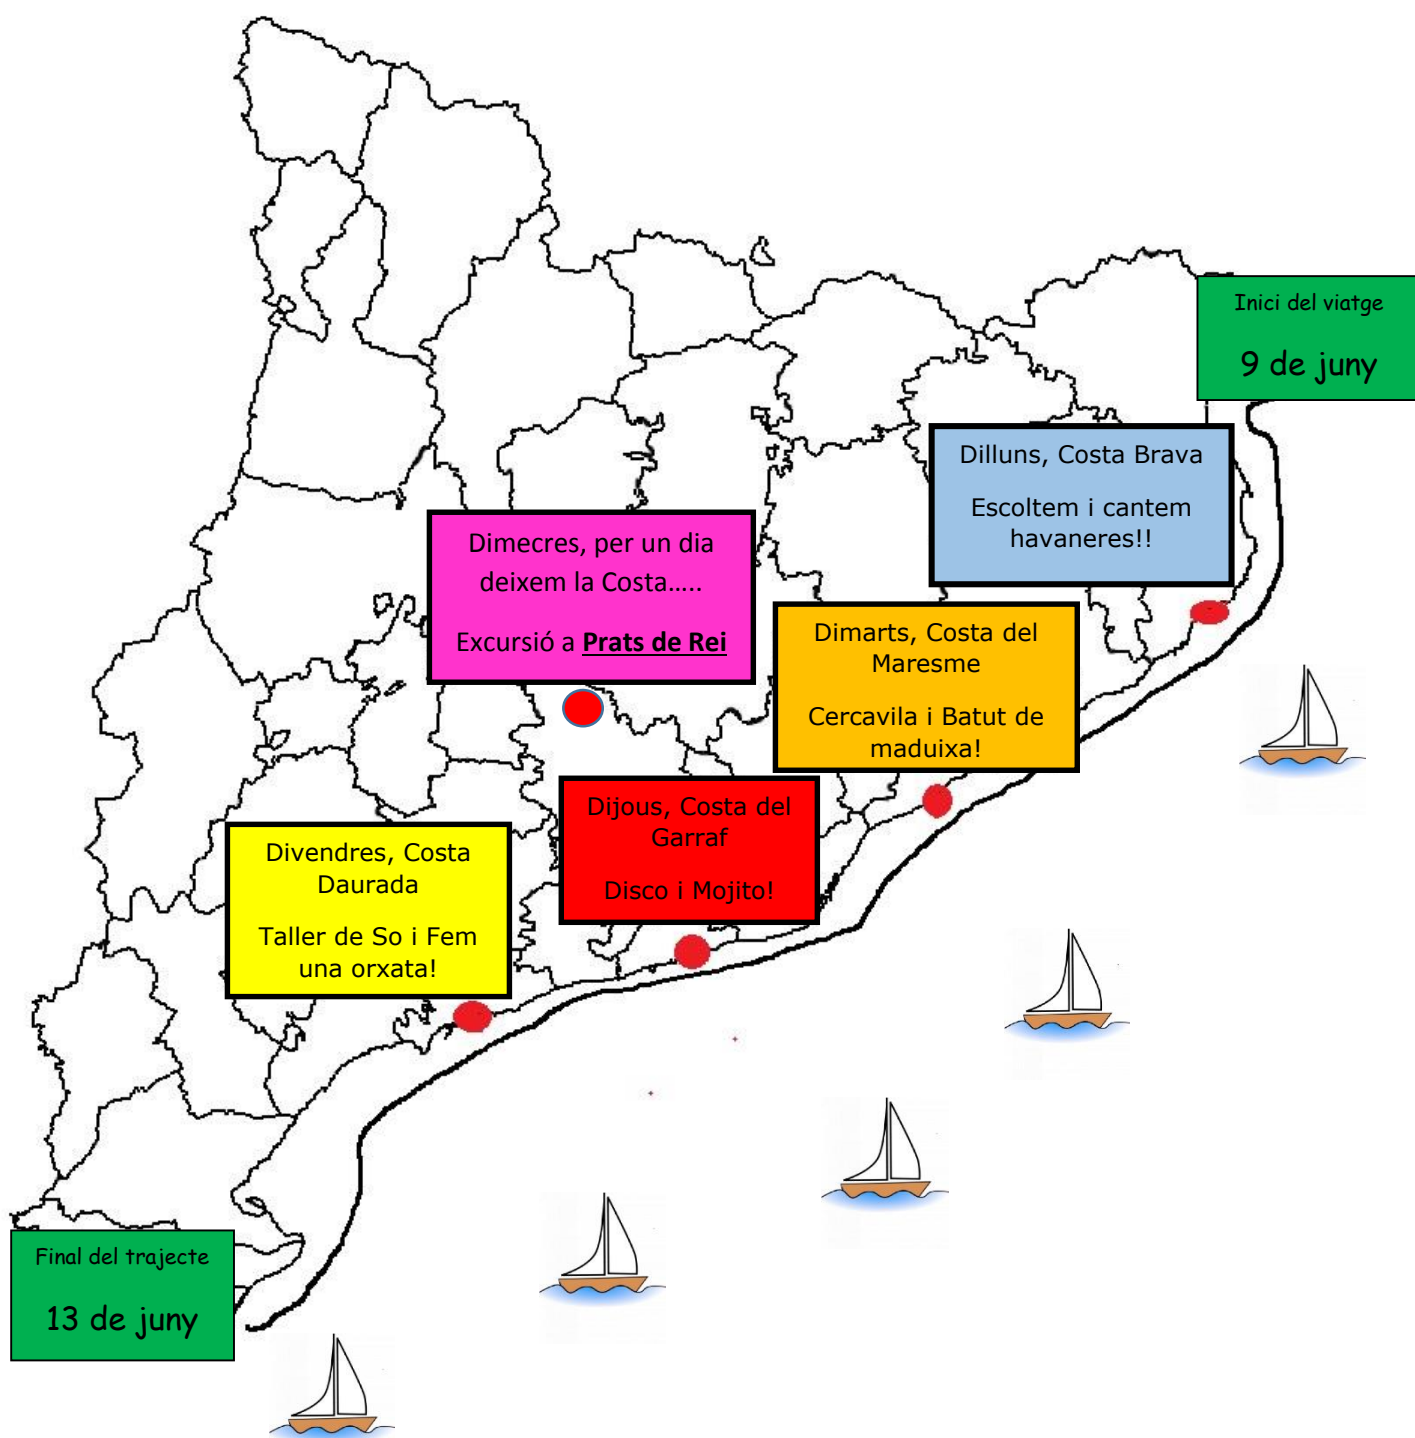 Inici del viatge
9 de juny
Dilluns, Costa Brava
Escoltem i cantem
havaneres!!
Dimarts, Costa del
Maresme
Cercavila i Batut de
maduixa!
Dimecres, per un dia
deixem la Costa.....
Excursió a Prats de Rei
Dijous, Costa del
Garraf
Disco i Mojito!
Divendres, Costa
Daurada
Taller de So i Fem
una orxata!
Final del trajecte
13 de juny